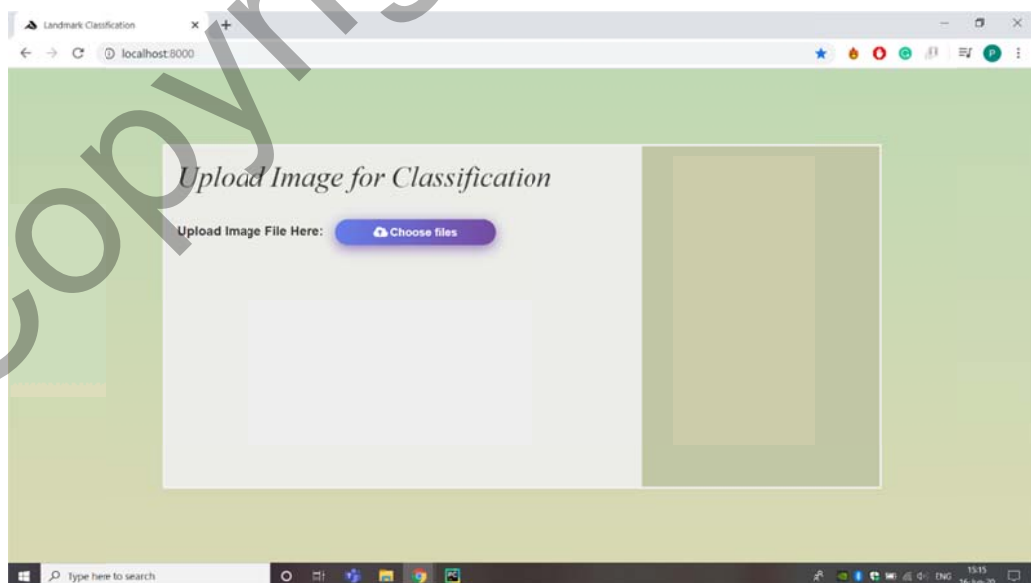 Landmark Classification
localhost:8000
Upload Image for Classification
Upload Image File Here: Choose files
Type here to search
ENG
15:15
Copyr